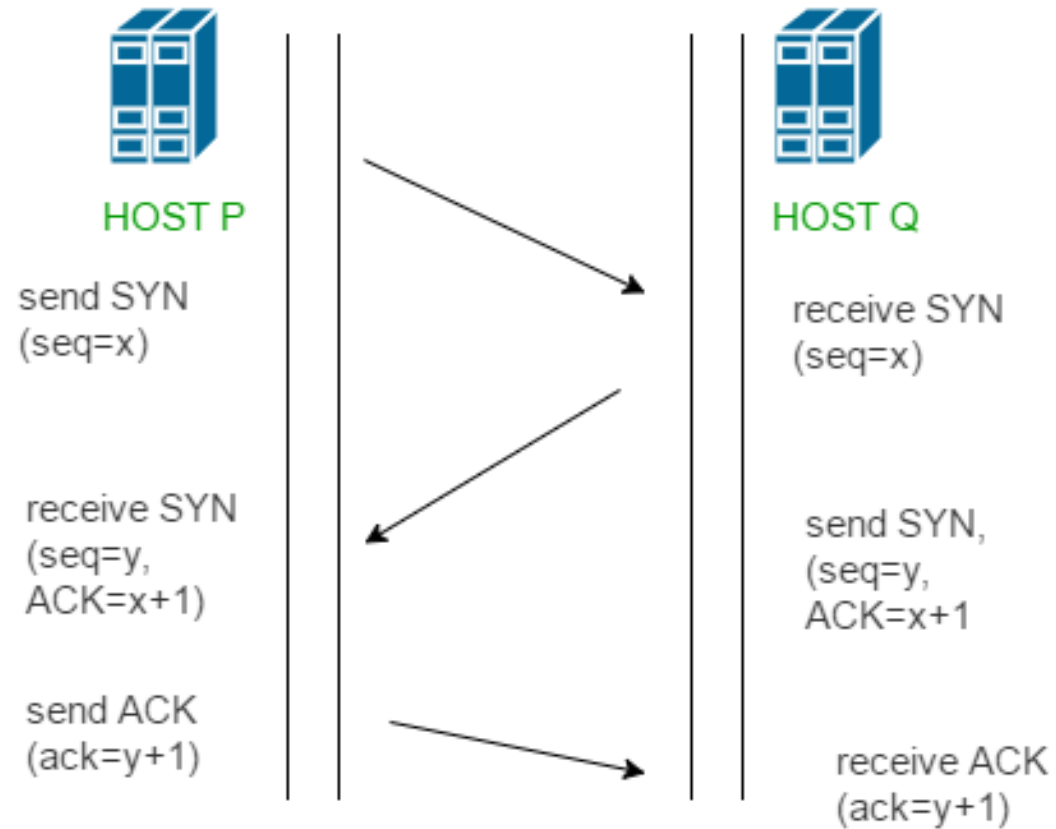 HOST P
HOST Q
send SYN
(seq=x)
receive SYN
(seq=x)
receive SYN
(seq=y,
ACK=x+1)
send SYN,
(seq=y,
ACK=x+1
send ACK
(ack=y+1)
receive ACK
(ack=y+1)